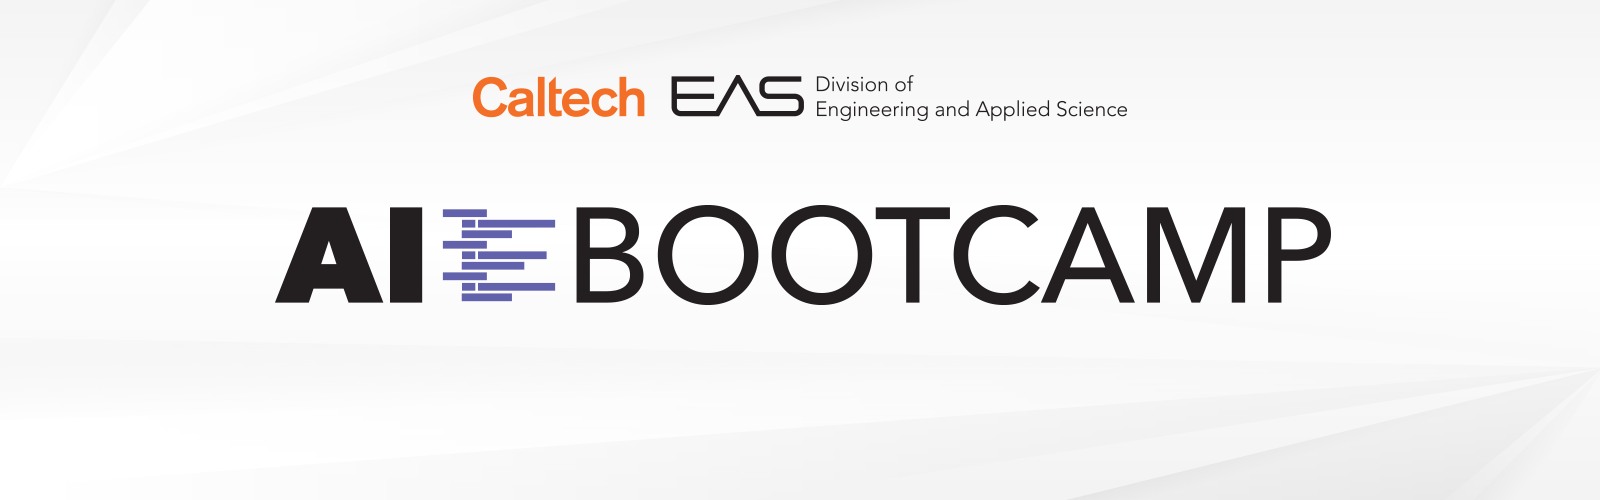 Caltech EAS Division of
Engineering and Applied Science
AI BOOTCAMP